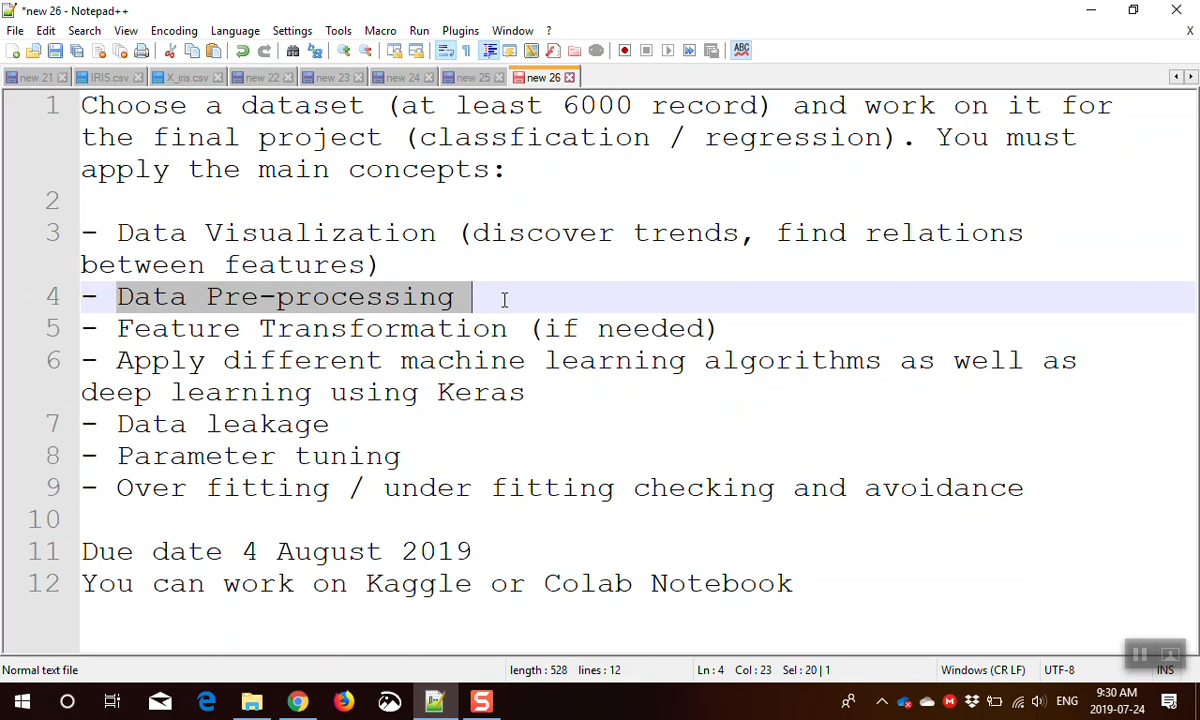 *new 26 - Notepad++
File Edit Search View Encoding Language Settings Tools Macro Run Plugins Window ?
X
ABC
new 21 IRIS.csv X_iris.csv new 22 new 23 new 24 new 25 new 26
1 Choose a dataset (at least 6000 record) and work on it for
the final project (classfication / regression). You must
apply the main concepts:
2
3 - Data Visualization (discover trends, find relations
between features)
4 - Data Pre-processing
5 - Feature Transformation (if needed)
6 - Apply different machine learning algorithms as well as
deep learning using Keras
7 - Data leakage
8 - Parameter tuning
9 - Over fitting / under fitting checking and avoidance
10
11 Due date 4 August 2019
12 You can work on Kaggle or Colab Notebook
Normal text file length : 528 lines : 12 Ln : 4 Col : 23 Sel : 20 | 1 Windows (CR LF) UTF-8 INS
ENG 9:30 AM
2019-07-24